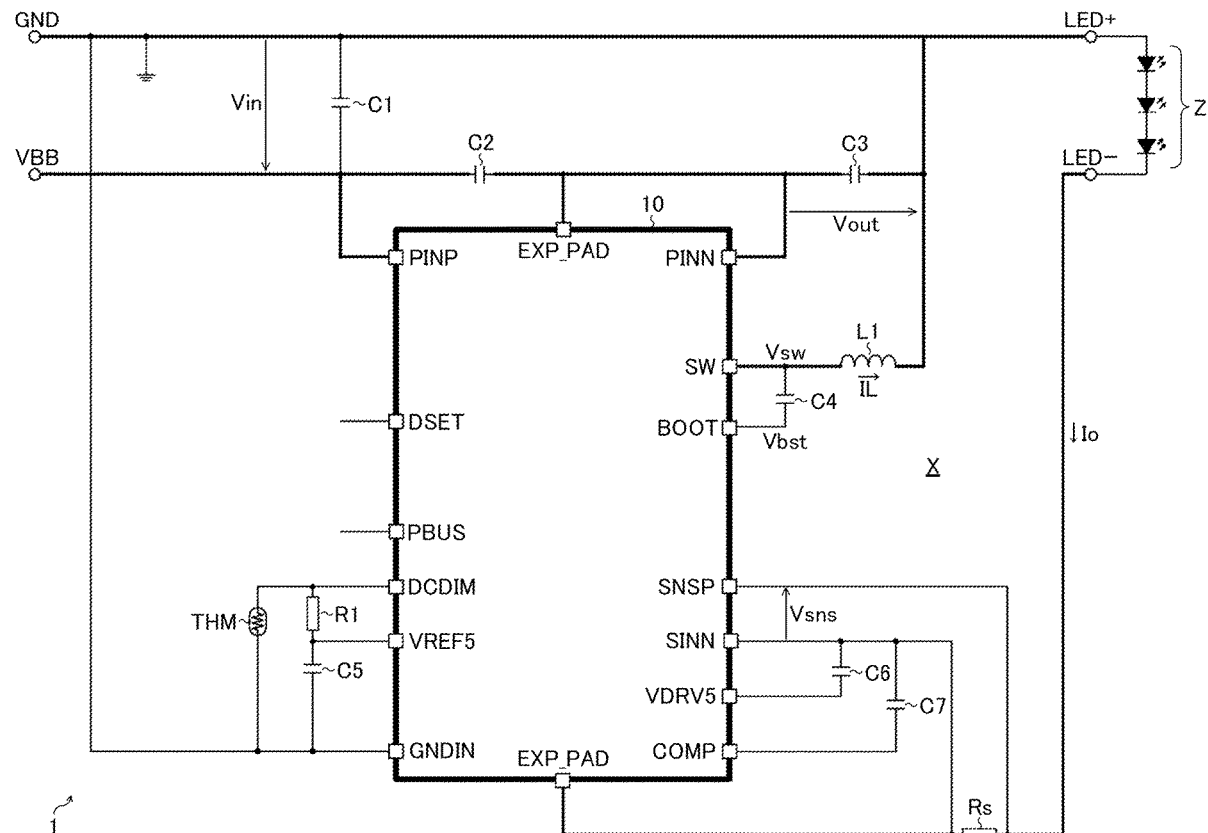 GND
LED+
Vin
C1
Z
VBB
C2
C3
LED−
10
Vout
EXP_PAD
PINP
PINN
L1
SW
Vsw
IL
C4
DSET
BOOT
Vbst
Io
X
PBUS
DCDIM
SNSP
THM
R1
Vsns
VREF5
SINN
C5
C6
VDRV5
C7
GNDIN
COMP
EXP_PAD
Rs
1